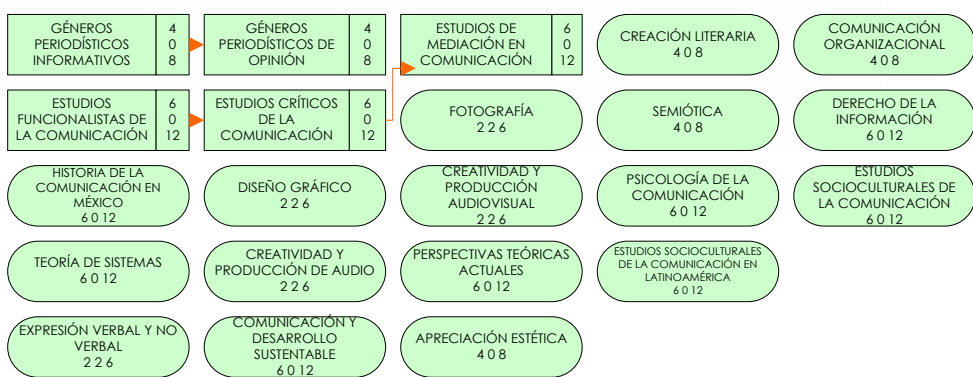 GÉNEROS
PERIODÍSTICOS
INFORMATIVOS
4
0
8
GÉNEROS
PERIODÍSTICOS DE
OPINIÓN
4
0
8
ESTUDIOS DE
MEDIACIÓN EN
COMUNICACIÓN
6
0
12
CREACIÓN LITERARIA
4 0 8
COMUNICACIÓN
ORGANIZACIONAL
4 0 8
ESTUDIOS
FUNCIONALISTAS DE
LA COMUNICACIÓN
6
0
12
ESTUDIOS CRÍTICOS
DE LA
COMUNICACIÓN
6
0
12
FOTOGRAFÍA
2 2 6
SEMIÓTICA
4 0 8
DERECHO DE LA
INFORMACIÓN
6 0 12
HISTORIA DE LA
COMUNICACIÓN EN
MÉXICO
6 0 12
DISEÑO GRÁFICO
2 2 6
CREATIVIDAD Y
PRODUCCIÓN
AUDIOVISUAL
2 2 6
PSICOLOGÍA DE LA
COMUNICACIÓN
6 0 12
ESTUDIOS
SOCIOCULTURALES DE
LA COMUNICACIÓN
6 0 12
TEORÍA DE SISTEMAS
6 0 12
CREATIVIDAD Y
PRODUCCIÓN DE AUDIO
2 2 6
PERSPECTIVAS TEÓRICAS
ACTUALES
6 0 12
ESTUDIOS SOCIOCULTURALES
DE LA COMUNICACIÓN EN
LATINOAMÉRICA
6 0 12
EXPRESIÓN VERBAL Y NO
VERBAL
2 2 6
COMUNICACIÓN Y
DESARROLLO
SUSTENTABLE
6 0 12
APRECIACIÓN ESTÉTICA
4 0 8